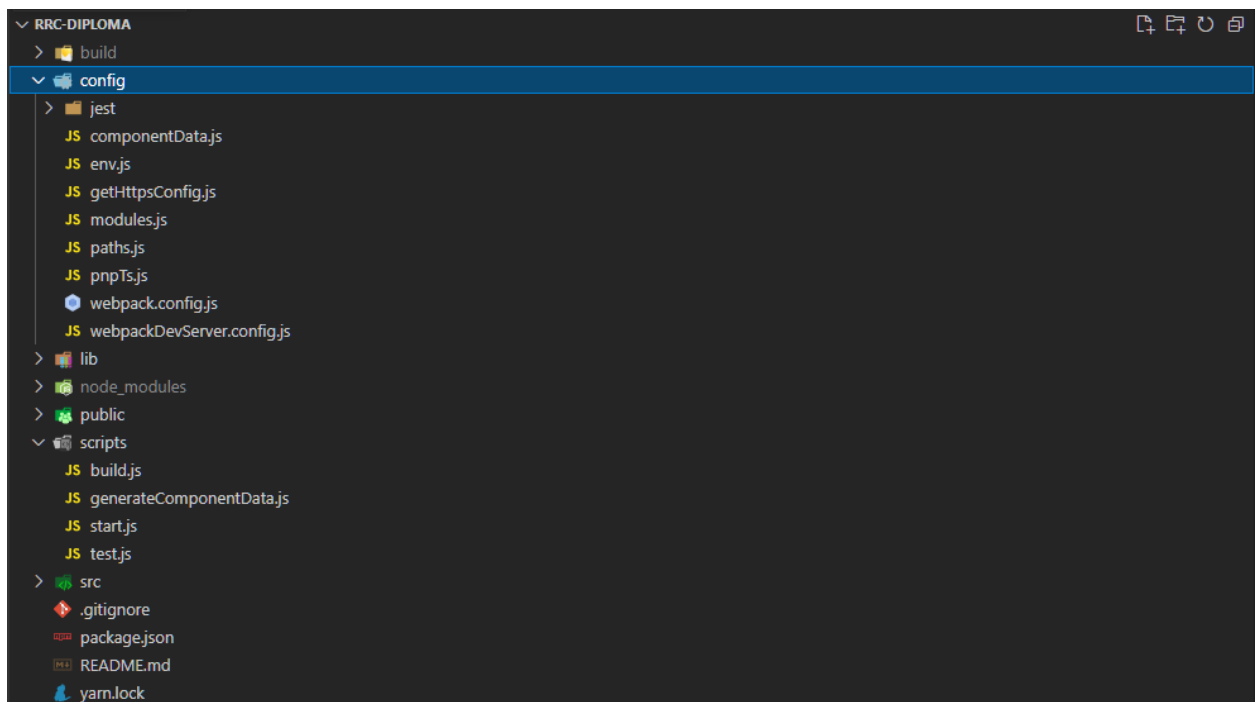 RRC-DIPLOMA
build
config
jest
JS componentData.js
JS env.js
JS getHttpsConfig.js
JS modules.js
JS paths.js
JS pnpTs.js
webpack.config.js
JS webpackDevServer.config.js
lib
node_modules
public
scripts
JS build.js
JS generateComponentData.js
JS start.js
JS test.js
src
.gitignore
package.json
README.md
yarn.lock